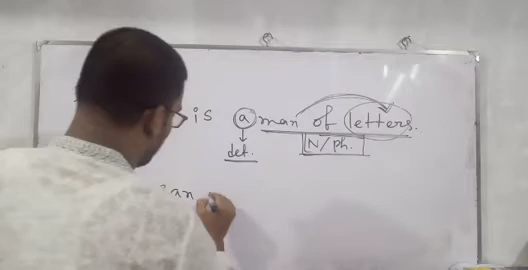 is a man of letters.
det. N/ph.